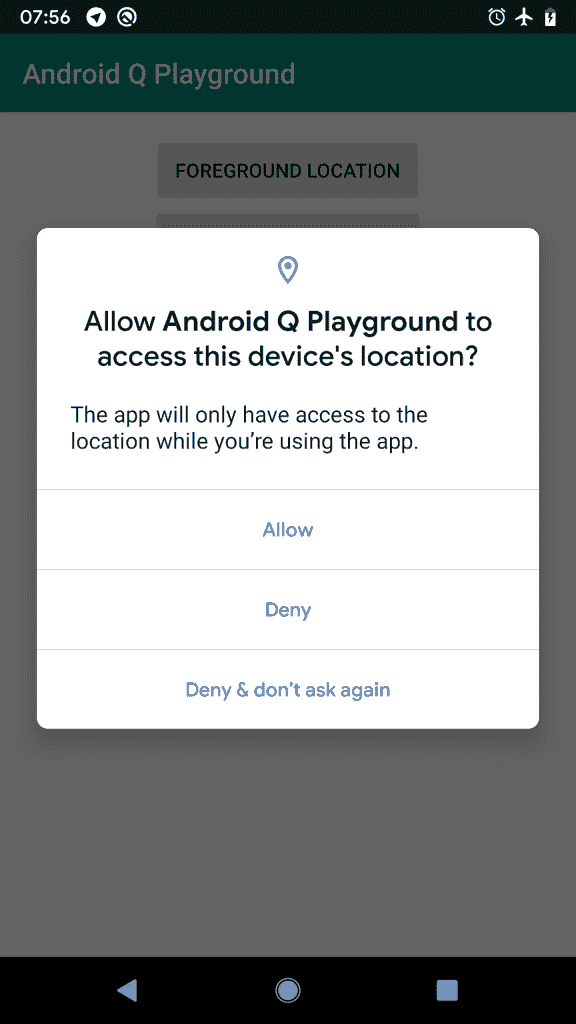 07:56
Android Q Playground
FOREGROUND LOCATION
Allow Android Q Playground to
access this device's location?
The app will only have access to the
location while you’re using the app.
Allow
Deny
Deny & don’t ask again